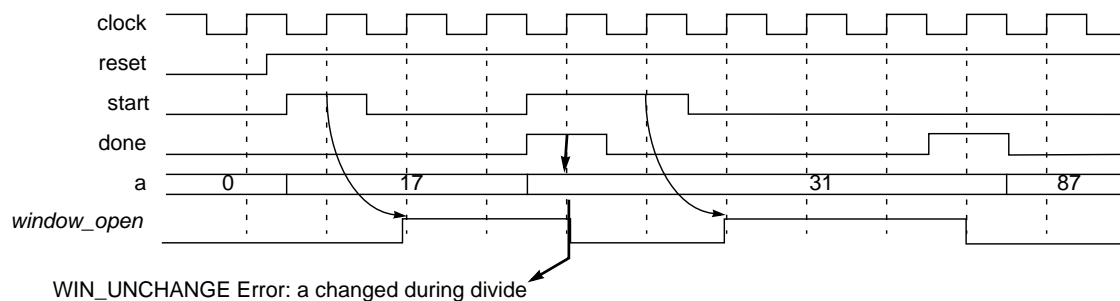 clock
reset
start
done
a 0 17 31 87
window_open
WIN_UNCHANGE Error: a changed during divide